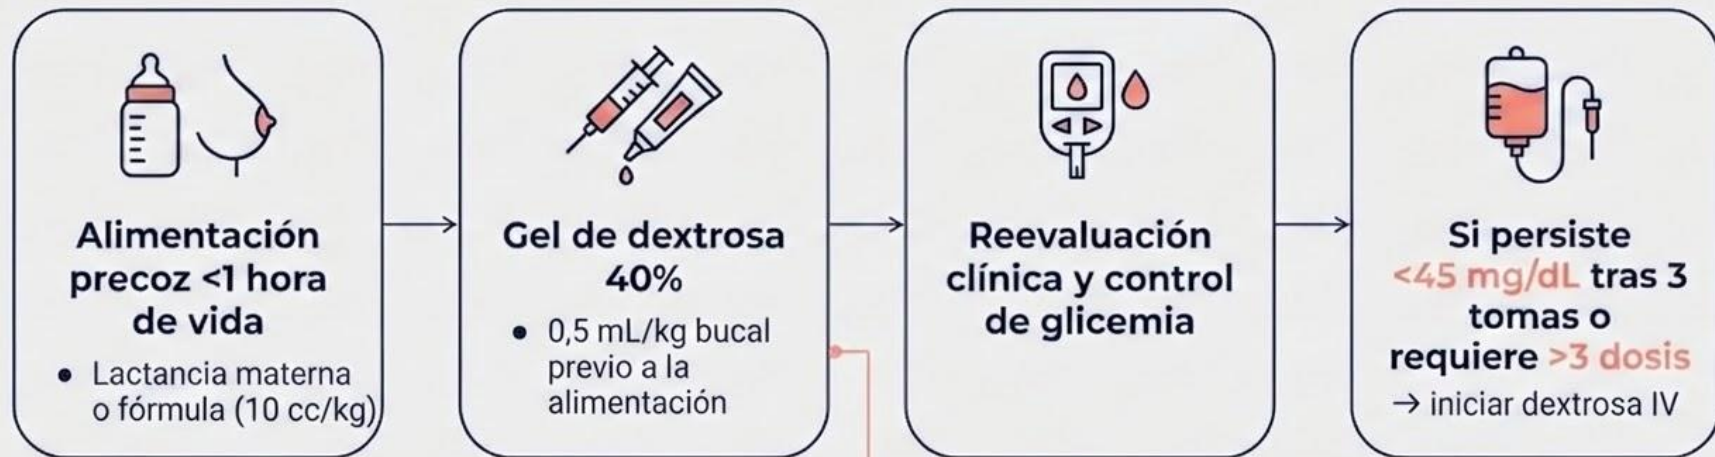 Alimentación
precoz <1 hora
de vida
• Lactancia materna
o fórmula (10 cc/kg)
Gel de dextrosa
40%
• 0,5 mL/kg bucal
previo a la
alimentación
Reevaluación
clínica y control
de glicemia
Si persiste
<45 mg/dL tras 3
tomas o
requiere >3 dosis
→ iniciar dextrosa IV